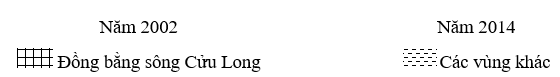 Năm 2002 Năm 2014
Đồng bằng sông Cửu Long Các vùng khác